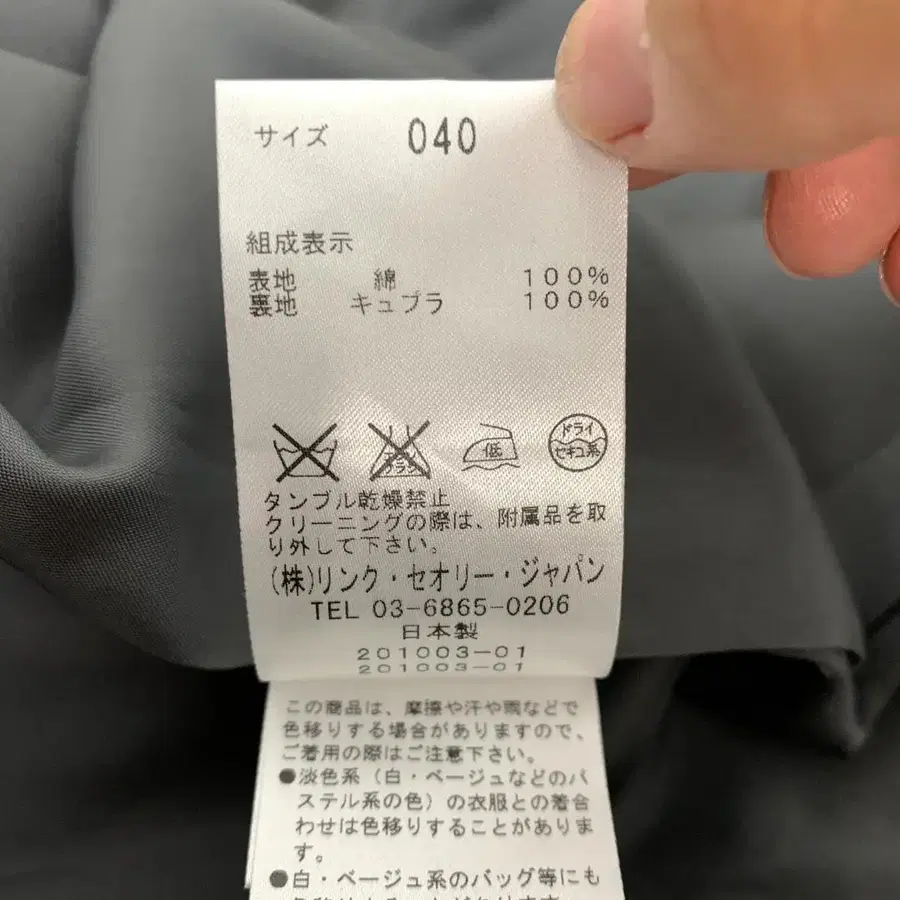 サイズ 040
組成表示
表地 綿 100%
裏地 キュプラ 100%
ドライ
エンソ
サラシ
低
セキユ系
タンブル乾燥禁止
クリーニングの際は、附属品を取
り外して下さい。
(株)リンク・セオリー・ジャパン
TEL 03-6865-0206
日本製
201003-01
201003-01
この商品は、摩擦や汗や雨などで
色移りする場合がありますので、
ご着用の際はご注意下さい。
●淡色系(白・ベージュなどのパ
ステル系の色)の衣服との着合
わせは色移りすることがありま
す。
●白・ベージュ系のバッグ等にも